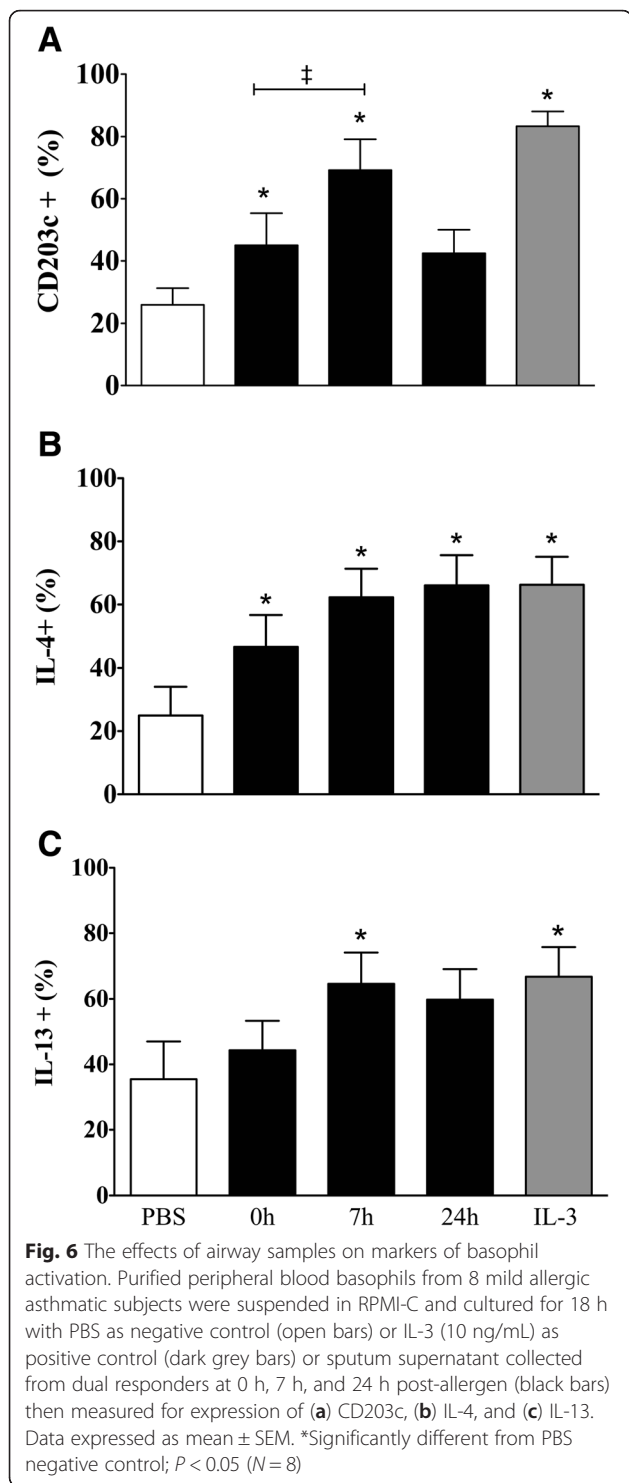 A
100
80
60
40
20
0
CD203c + (%)
*
‡
*
*
B
100
80
60
40
20
0
IL-4+ (%)
*
*
*
*
C
100
80
60
40
20
0
IL-13 + (%)
*
*
PBS 0h 7h 24h IL-3
Fig. 6 The effects of airway samples on markers of basophil
activation. Purified peripheral blood basophils from 8 mild allergic
asthmatic subjects were suspended in RPMI-C and cultured for 18 h
with PBS as negative control (open bars) or IL-3 (10 ng/mL) as
positive control (dark grey bars) or sputum supernatant collected
from dual responders at 0 h, 7 h, and 24 h post-allergen (black bars)
then measured for expression of (a) CD203c, (b) IL-4, and (c) IL-13.
Data expressed as mean ± SEM. *Significantly different from PBS
negative control; P < 0.05 (N = 8)